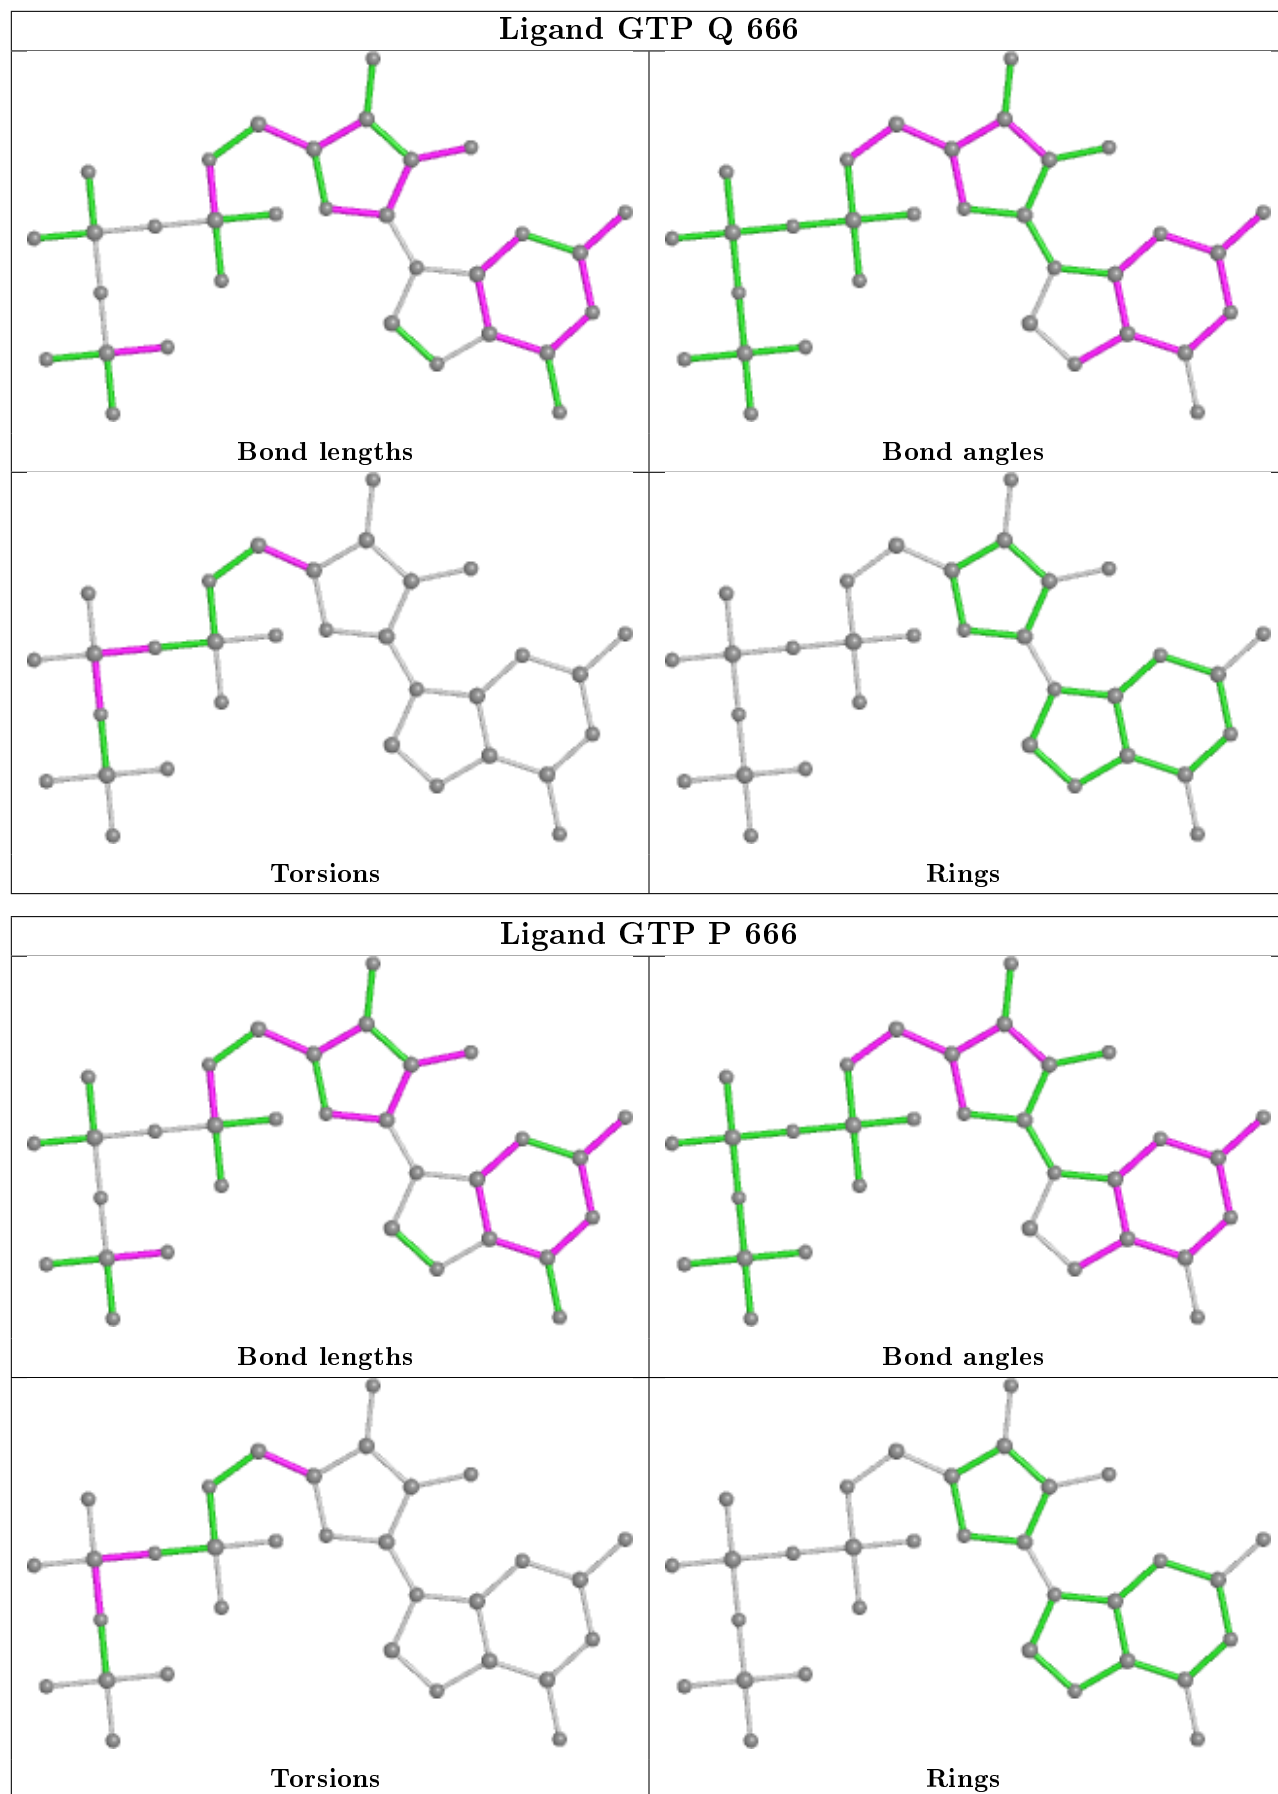 Ligand GTP Q 666
Bond lengths
Bond angles
Torsions
Rings
Ligand GTP P 666
Bond lengths
Bond angles
Torsions
Rings